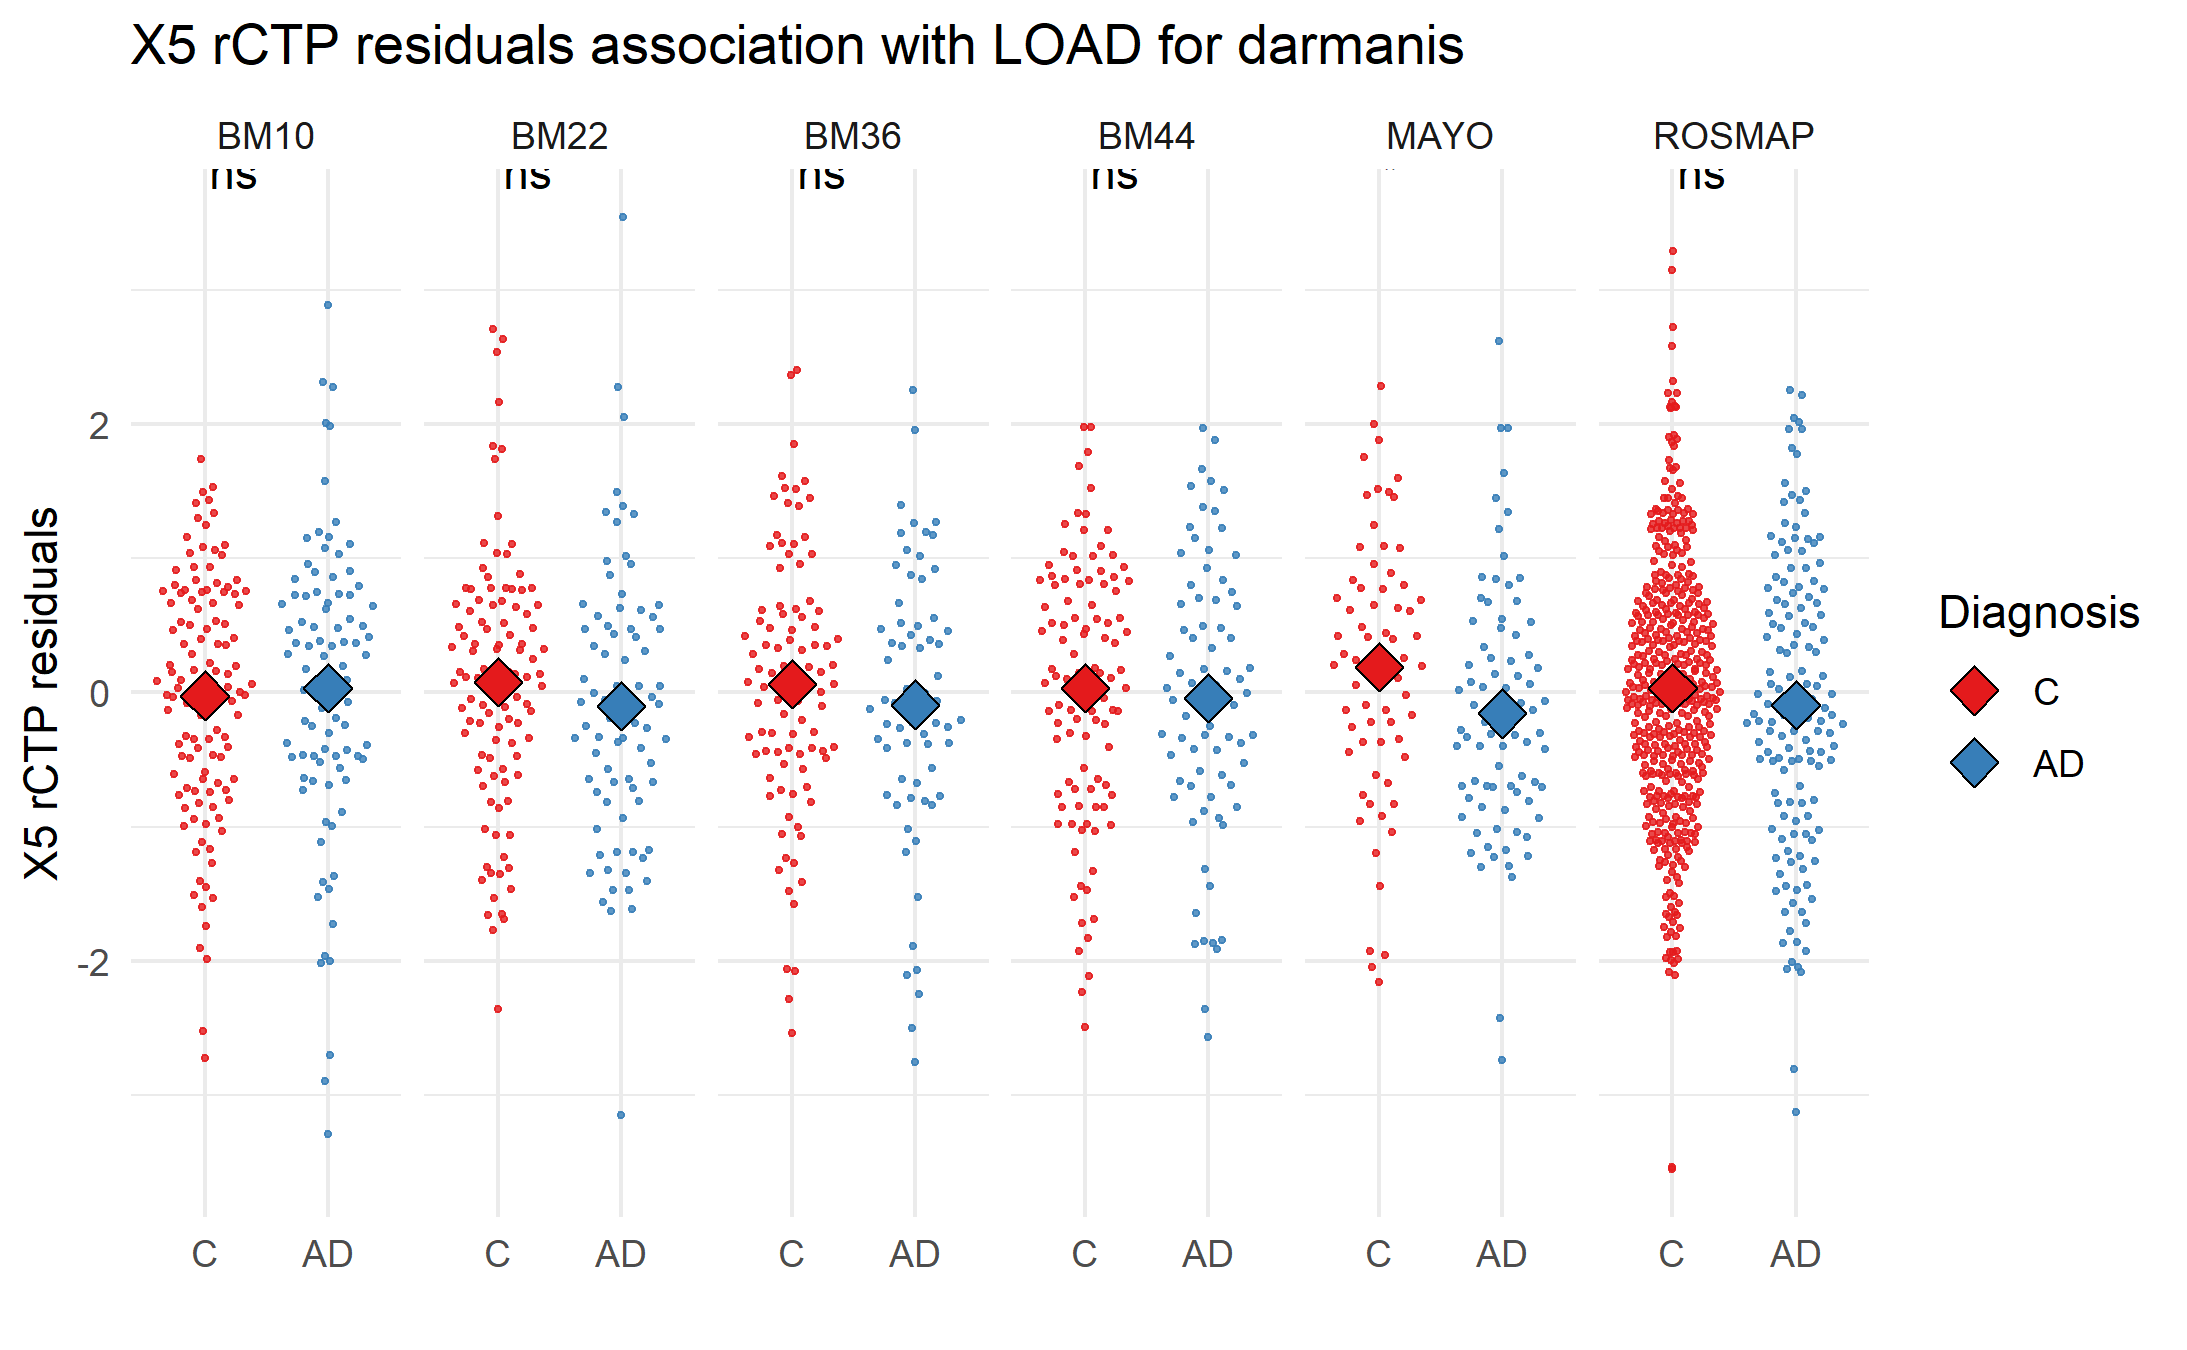 X5 rCTP residuals association with LOAD for darmanis
BM10 BM22 BM36 BM44 MAYO ROSMAP
ns ns ns ns ns
2
0
-2
X5 rCTP residuals
C AD C AD C AD C AD C AD C AD
Diagnosis
C
AD